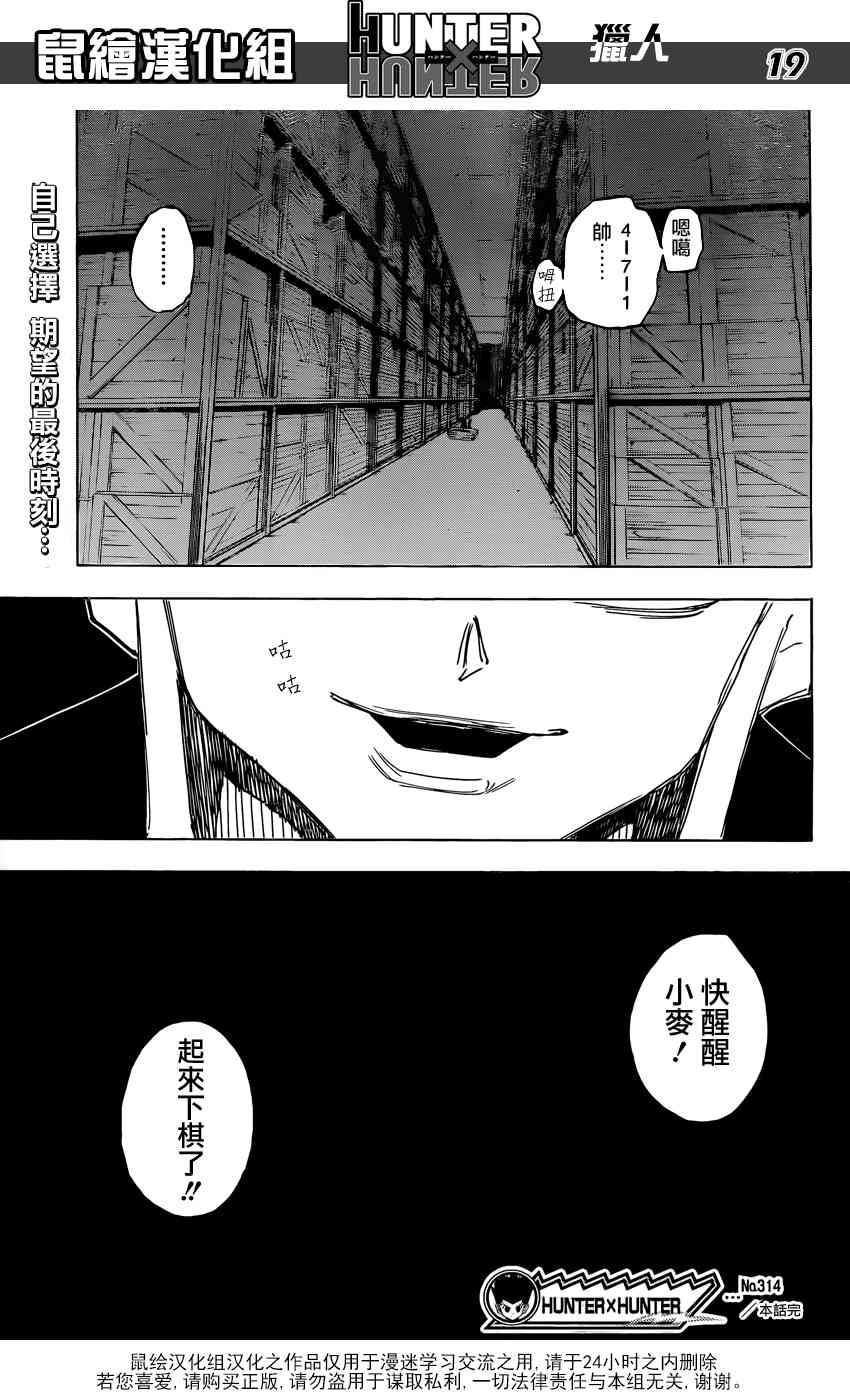 鼠繪漢化組
HUNTER×HUNTER
獵人
19
嗯噶
4-7-1
帥……
呣扭
………
自己選擇 期望的最後時刻…
咕
咕
快醒醒
小麥！
起來下棋了!!
HUNTER×HUNTER
…No.314
／本話完
鼠绘汉化组汉化之作品仅用于漫迷学习交流之用, 请于24小时之内删除
若您喜爱, 请购买正版, 请勿盗用于谋取私利, 一切法律责任与本组无关, 谢谢。